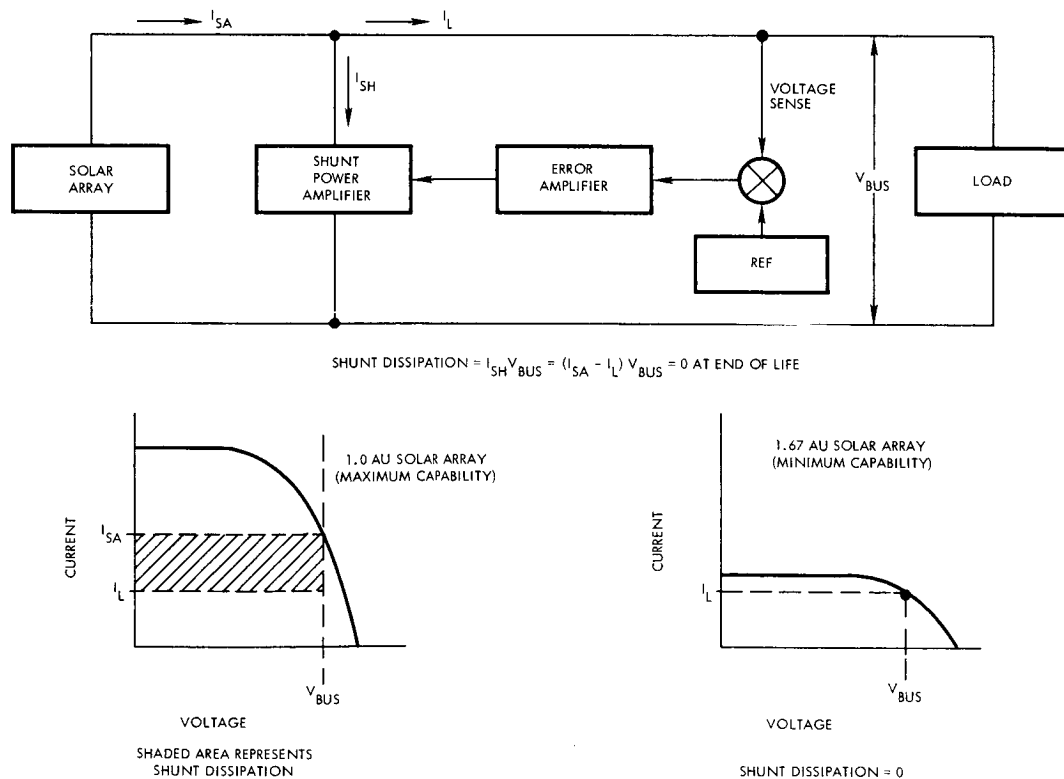 I_SA
I_L
I_SH
VOLTAGE
SENSE
SOLAR
ARRAY
SHUNT
POWER
AMPLIFIER
ERROR
AMPLIFIER
V_BUS
LOAD
REF
SHUNT DISSIPATION = I_SH V_BUS = (I_SA - I_L) V_BUS = 0 AT END OF LIFE
1.0 AU SOLAR ARRAY
(MAXIMUM CAPABILITY)
CURRENT
I_SA
I_L
V_BUS
VOLTAGE
SHADED AREA REPRESENTS
SHUNT DISSIPATION
1.67 AU SOLAR ARRAY
(MINIMUM CAPABILITY)
CURRENT
I_L
V_BUS
VOLTAGE
SHUNT DISSIPATION = 0